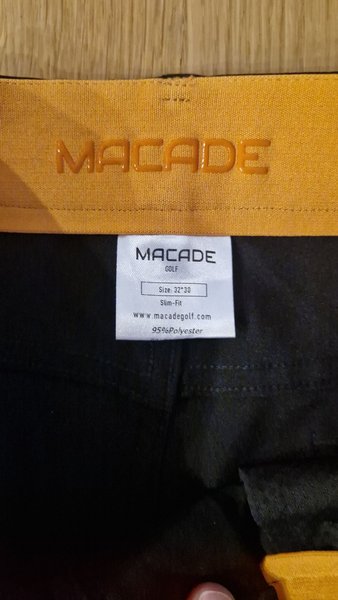 MACADE
MACADE
GOLF
Size: 32*30
Slim-Fit
www.macadegolf.com
95%Polyester